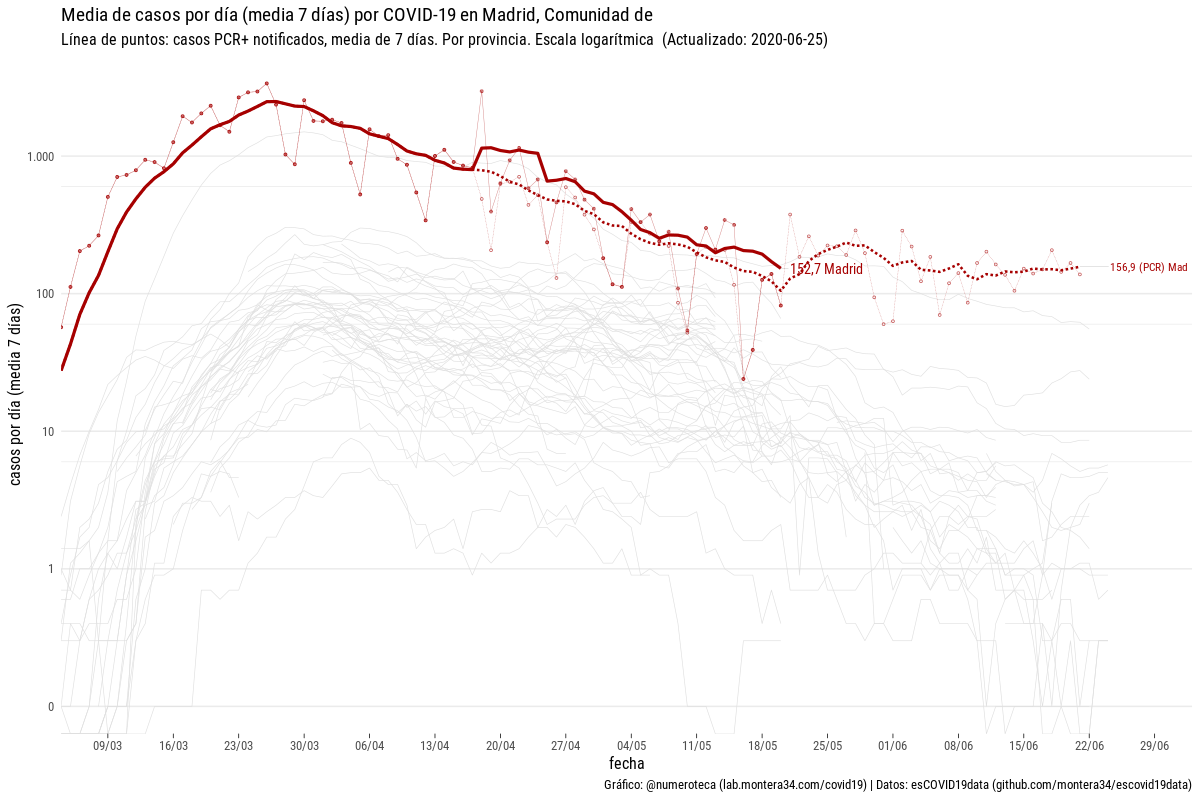 Media de casos por día (media 7 días) por COVID-19 en Madrid, Comunidad de
Línea de puntos: casos PCR+ notificados, media de 7 días. Por provincia. Escala logarítmica (Actualizado: 2020-06-25)
casos por día (media 7 días)
1.000
100
10
1
0
152,7 Madrid
156,9 (PCR) Mad
09/03 16/03 23/03 30/03 06/04 13/04 20/04 27/04 04/05 11/05 18/05 25/05 01/06 08/06 15/06 22/06 29/06
fecha
Gráfico: @numeroteca (lab.montera34.com/covid19) | Datos: esCOVID19data (github.com/montera34/escovid19data)